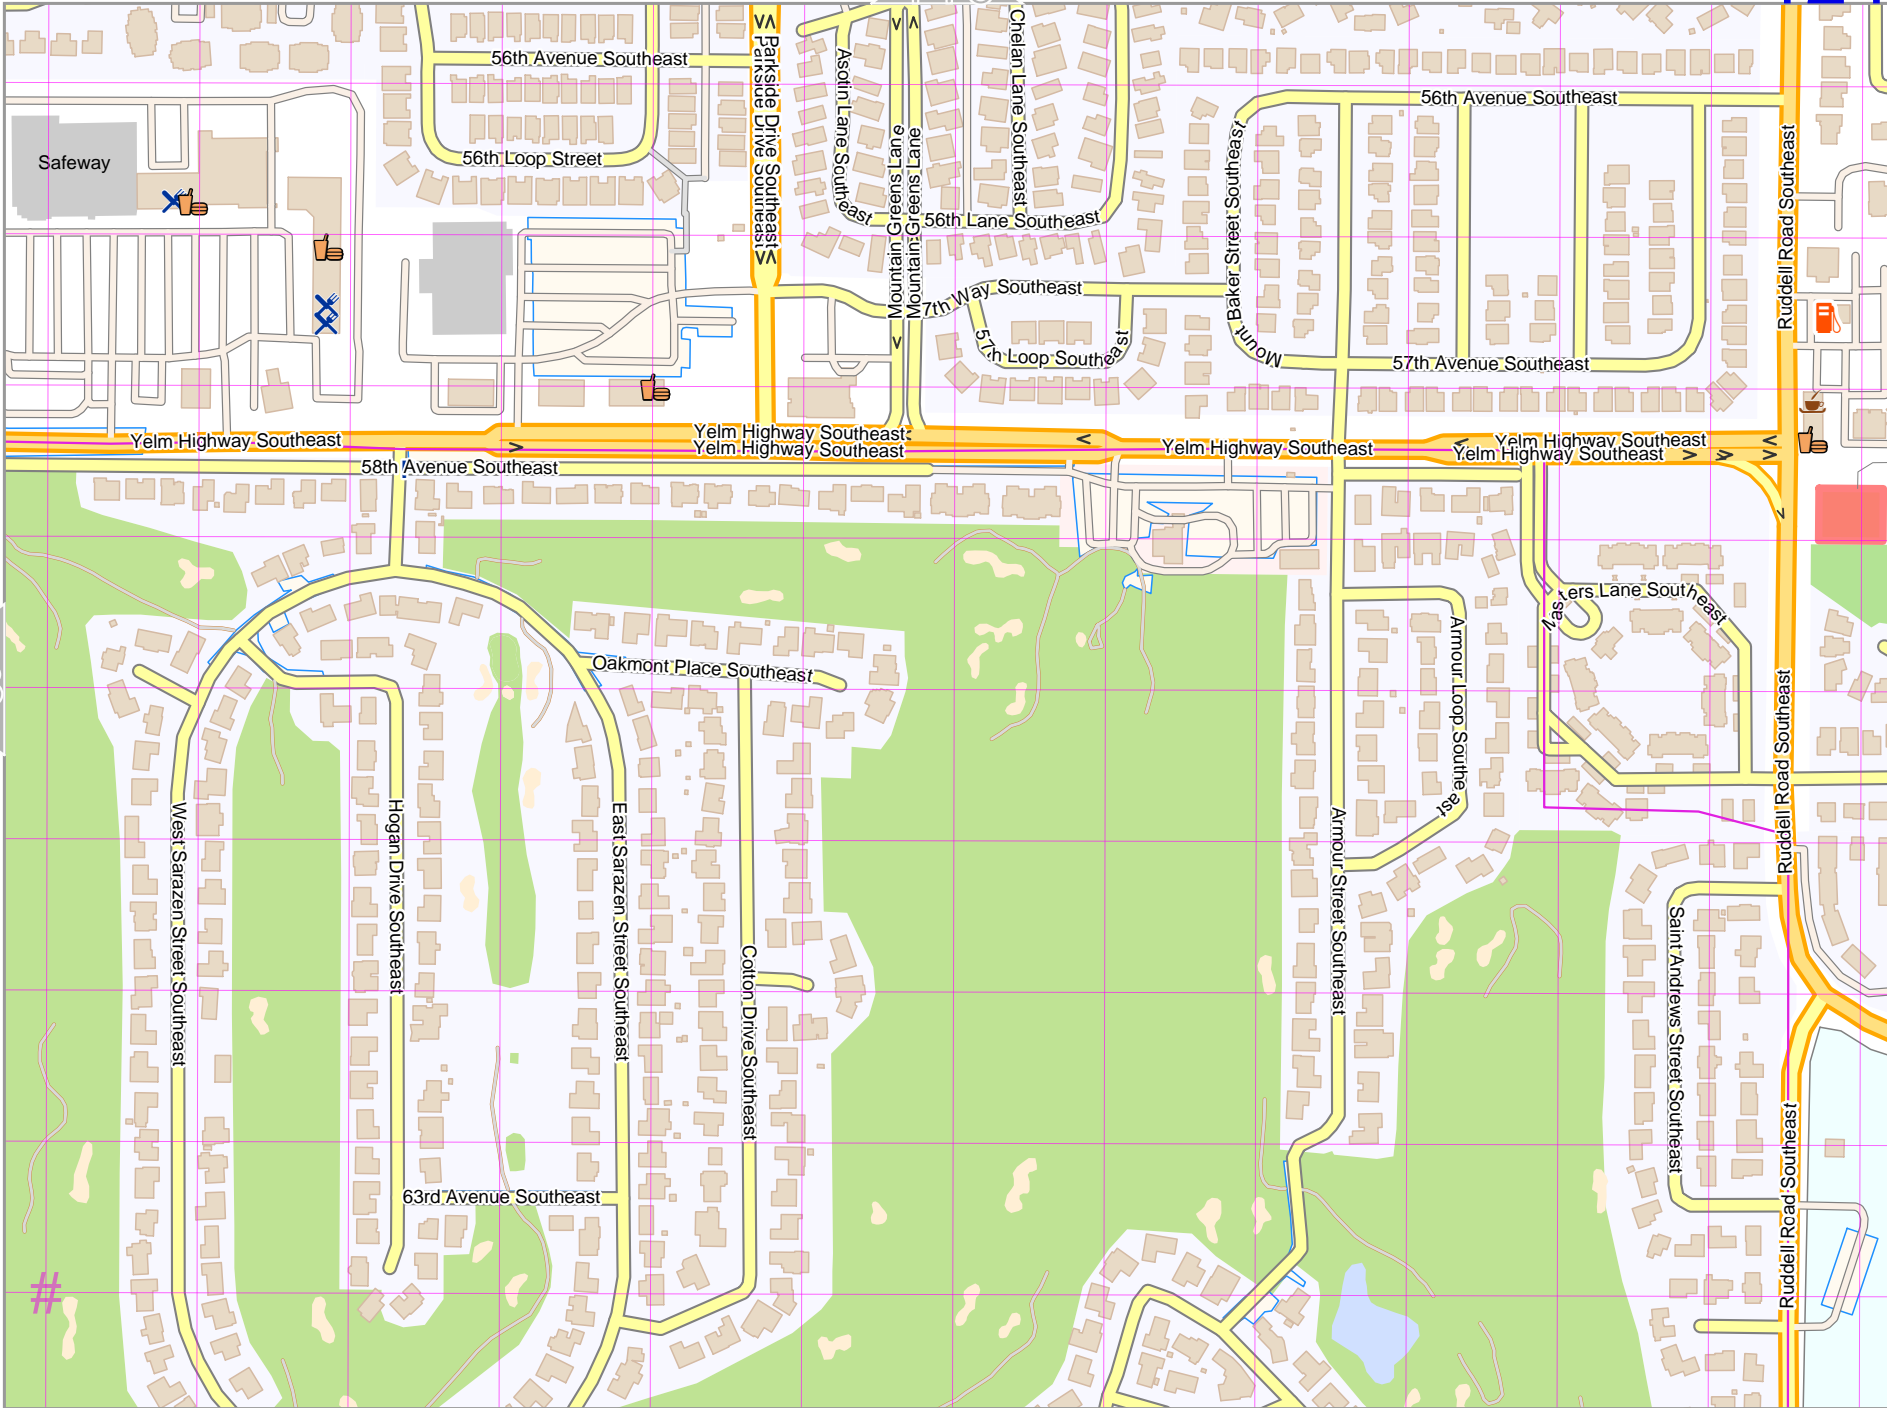 56th Avenue Southeast
Parkside Drive Southeast
Parkside Drive Southeast
Asotin Lane Southeast
Chelan Lane Southeast
56th Avenue Southeast
Safeway
56th Loop Street
Mountain Greens Lane
Mountain Greens Lane
56th Lane Southeast
Mount Baker Street Southeast
Ruddell Road Southeast
7th Way Southeast
57th Loop Southeast
57th Avenue Southeast
Yelm Highway Southeast
Yelm Highway Southeast
Yelm Highway Southeast
Yelm Highway Southeast
Yelm Highway Southeast
Yelm Highway Southeast
58th Avenue Southeast
Masters Lane Southeast
Oakmont Place Southeast
Armour Loop Southeast
Ruddell Road Southeast
West Sarazen Street Southeast
Hogan Drive Southeast
East Sarazen Street Southeast
Cotton Drive Southeast
Armour Street Southeast
Saint Andrews Street Southeast
63rd Avenue Southeast
Ruddell Road Southeast
#